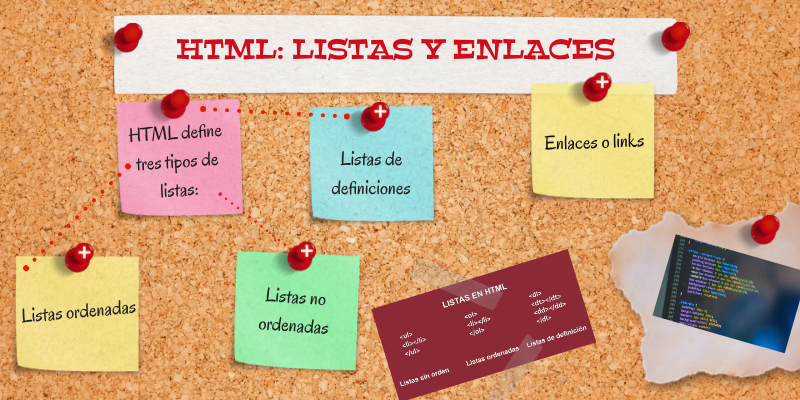 HTML: LISTAS Y ENLACES
HTML define
tres tipos de
listas:
Listas de
definiciones
Enlaces o links
Listas ordenadas
Listas no
ordenadas
LISTAS EN HTML
<ul>
<li></li>
</ul>
Listas sin orden
<ol>
<li></li>
</ol>
Listas ordenadas
<dl>
<dt></dt>
<dd></dd>
</dl>
Listas de definición